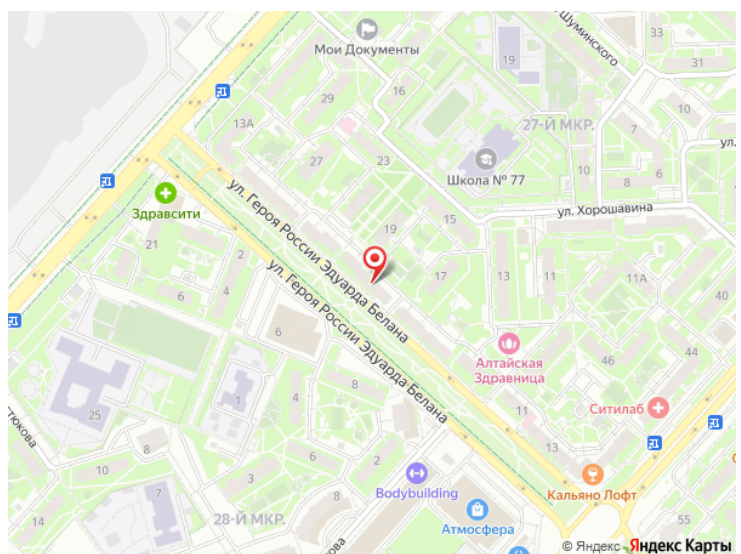 Мои Документы
Шуминского
33
31
19
16
29
13А
27-Й МКР.
10
10
7
27
23
Школа № 77
8
6
ул.
ул. Хорошавина
Здравсити
ул. Героя России Эдуарда Белана
19
15
21
2
4
6
17
13
11
11А
40
ул. Героя России Эдуарда Белана
6
Алтайская
Здравница
46
44
8
25
1
11
Ситилаб
стюкова
8
4
6
2
13
10
Bodybuilding
Кальяно Лофт
7
8
14
28-Й МКР.
Атмосфера
55
© Яндекс Яндекс Карты